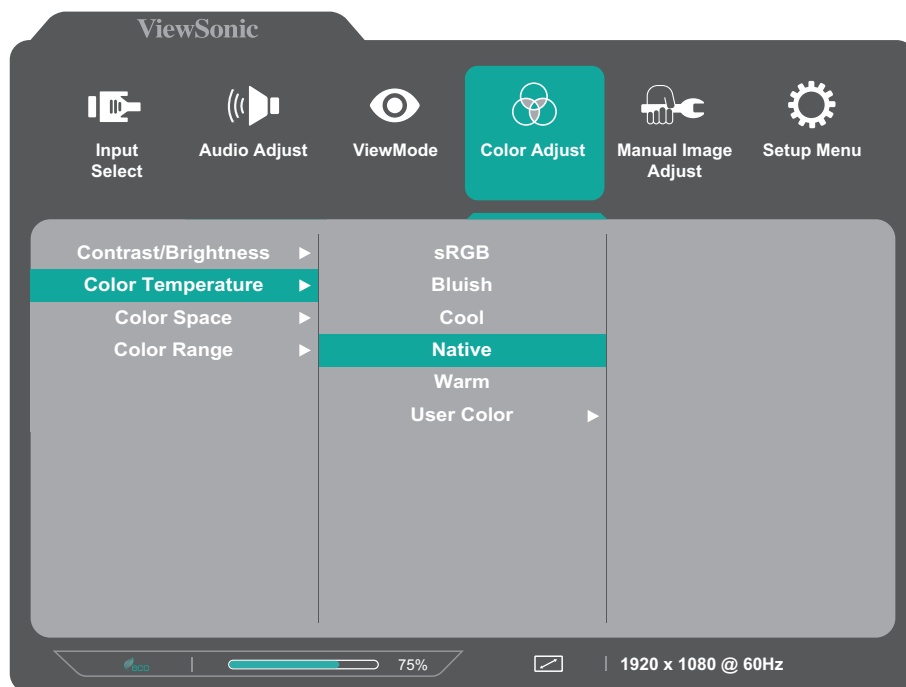 ViewSonic
Input
Select
Audio Adjust
ViewMode
Color Adjust
Manual Image
Adjust
Setup Menu
Contrast/Brightness
Color Temperature
Color Space
Color Range
sRGB
Bluish
Cool
Native
Warm
User Color
eco
75%
1920 x 1080 @ 60Hz